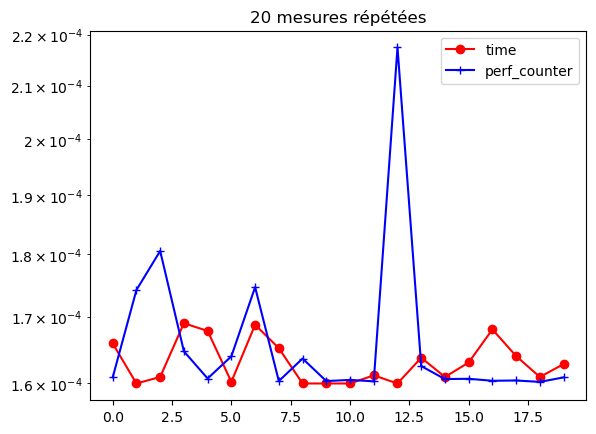 20 mesures répétées
time
perf_counter
2.2 × 10⁻⁴
2.1 × 10⁻⁴
2 × 10⁻⁴
1.9 × 10⁻⁴
1.8 × 10⁻⁴
1.7 × 10⁻⁴
1.6 × 10⁻⁴
0.0 2.5 5.0 7.5 10.0 12.5 15.0 17.5